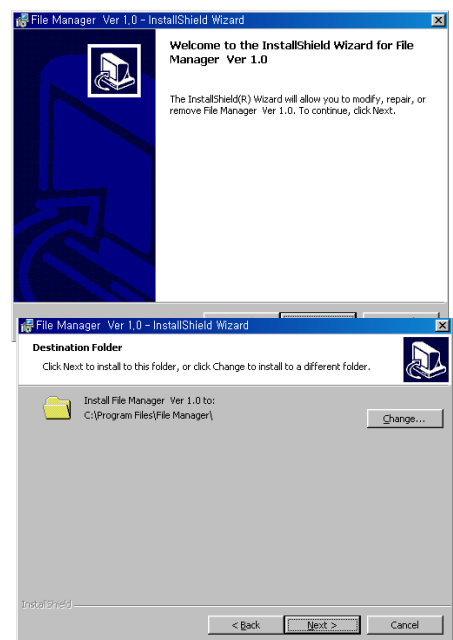 File Manager Ver 1,0 - InstallShield Wizard
Welcome to the InstallShield Wizard for File
Manager Ver 1.0
The InstallShield(R) Wizard will allow you to modify, repair, or
remove File Manager Ver 1.0. To continue, click Next.
File Manager Ver 1,0 - InstallShield Wizard
Destination Folder
Click Next to install to this folder, or click Change to install to a different folder.
Install File Manager Ver 1.0 to:
C:\Program Files\File Manager\
Change...
InstallShield
< Back Next > Cancel